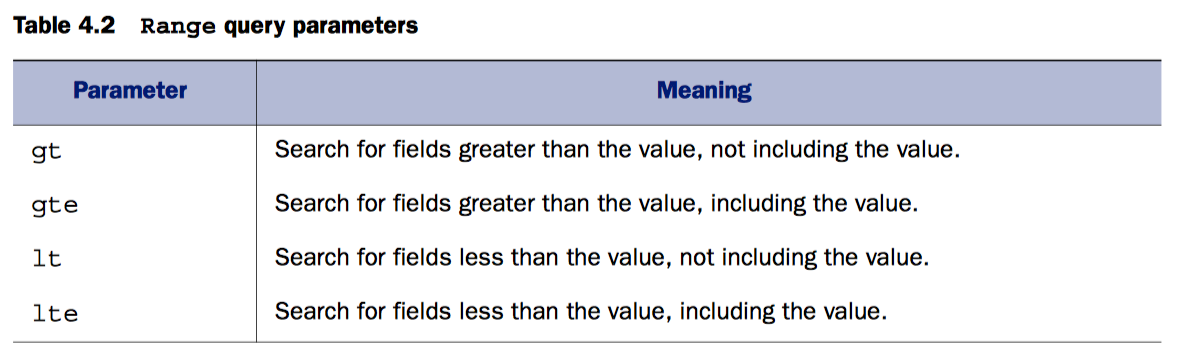 Table 4.2 Range query parameters
Parameter Meaning
gt Search for fields greater than the value, not including the value.
gte Search for fields greater than the value, including the value.
lt Search for fields less than the value, not including the value.
lte Search for fields less than the value, including the value.